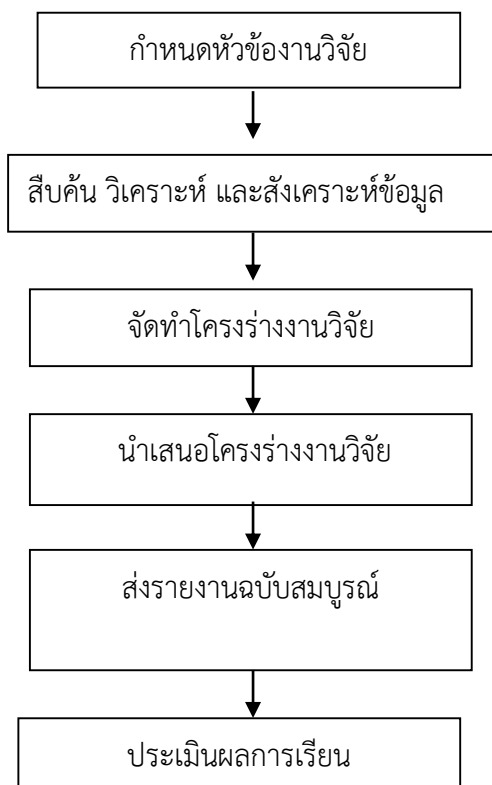 กำหนดหัวข้องานวิจัย
สืบค้น วิเคราะห์ และสังเคราะห์ข้อมูล
จัดทำโครงร่างงานวิจัย
นำเสนอโครงร่างงานวิจัย
ส่งรายงานฉบับสมบูรณ์
ประเมินผลการเรียน